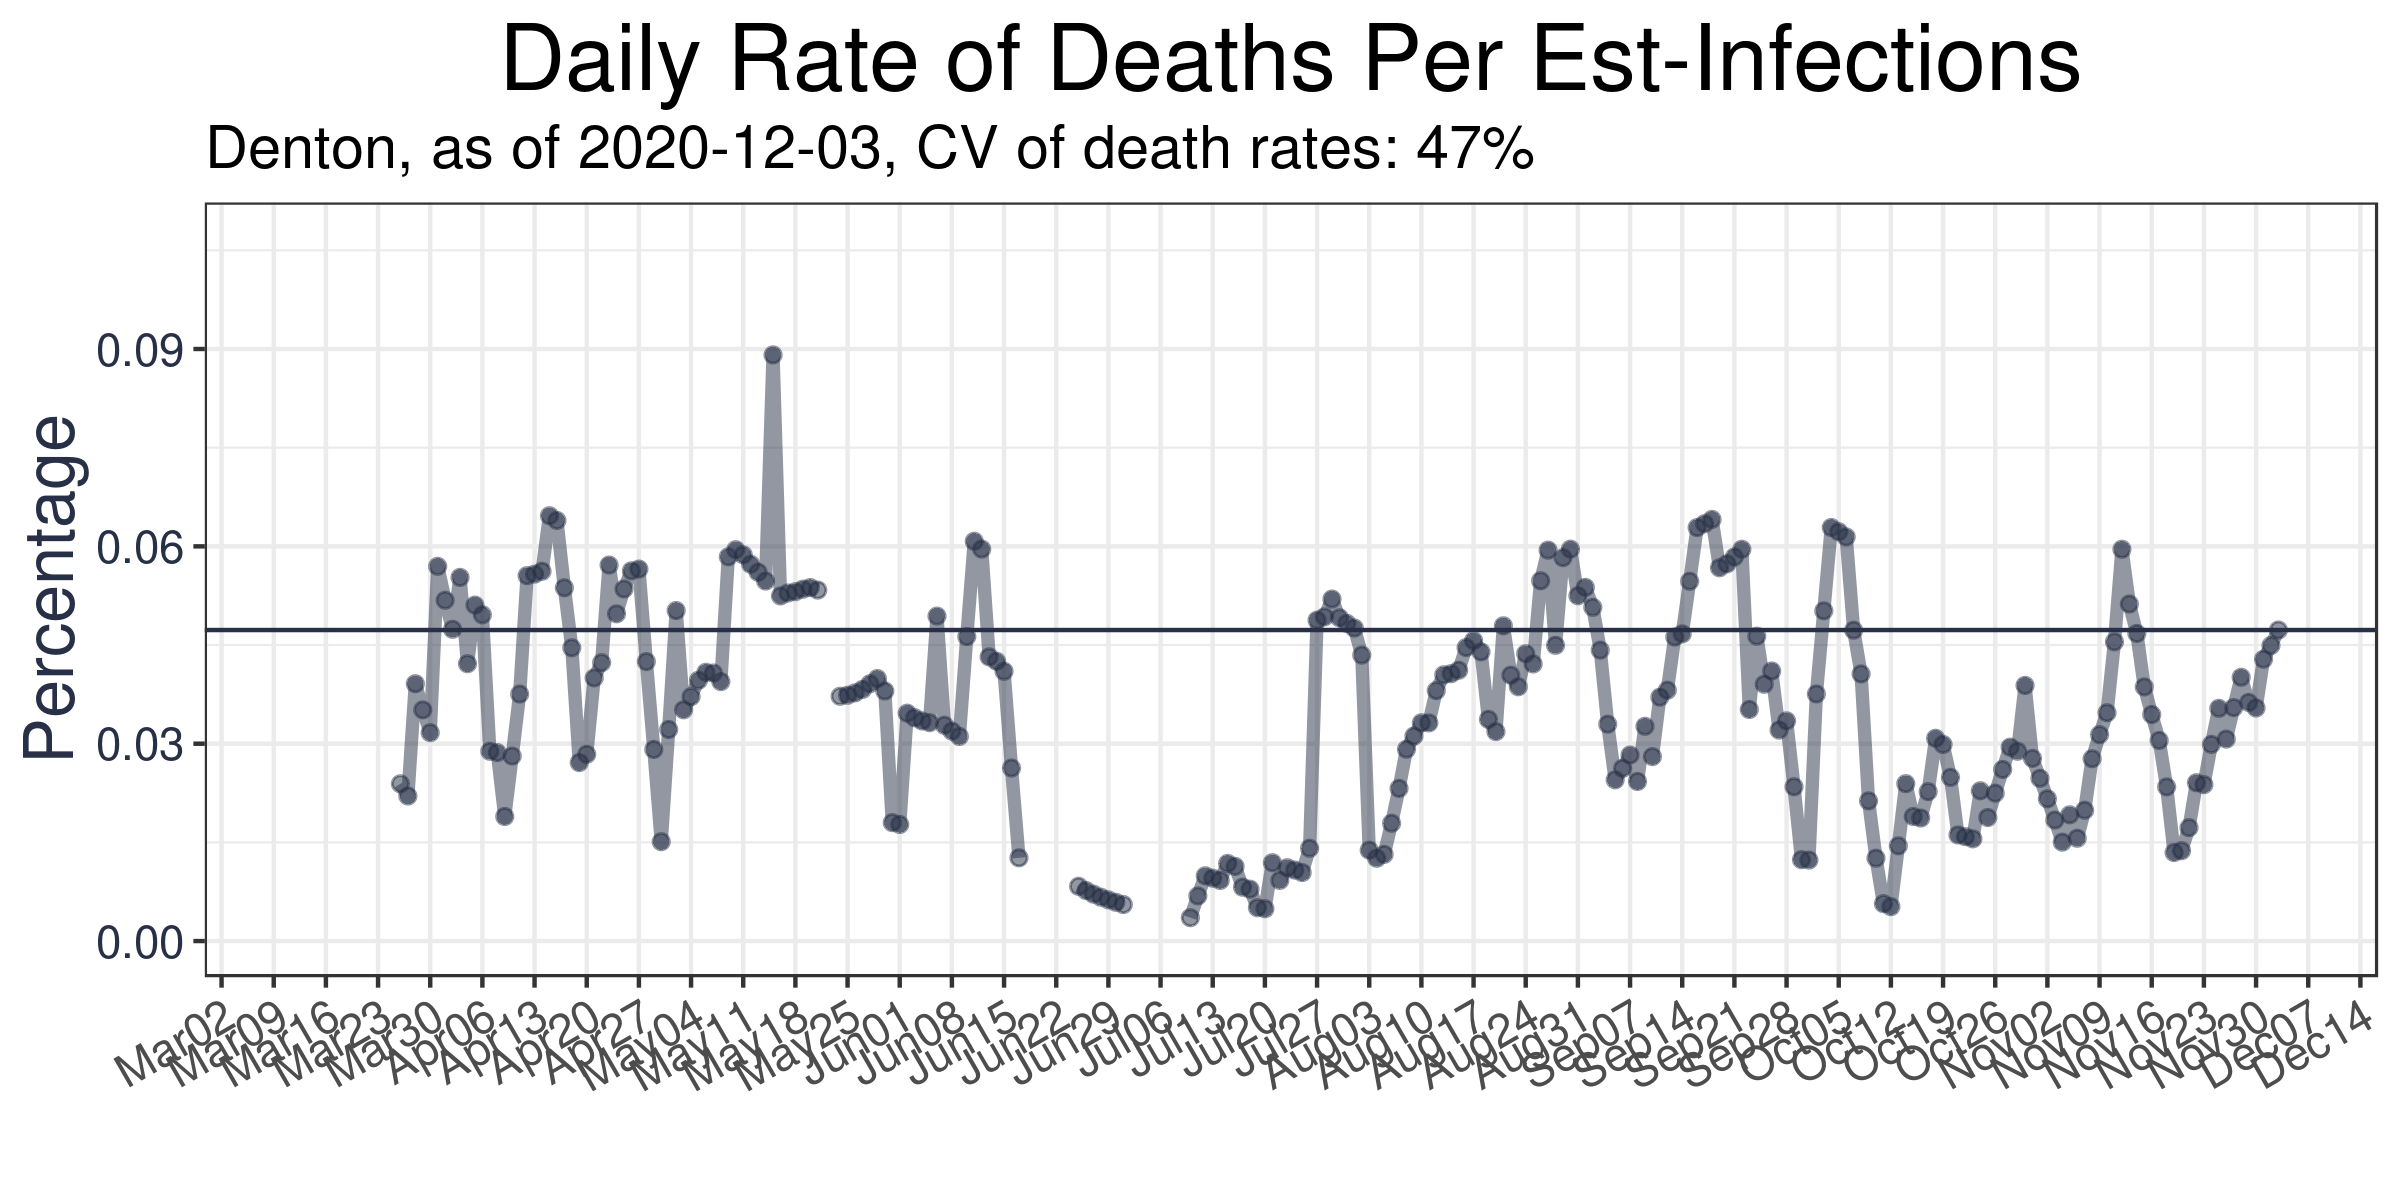 Daily Rate of Deaths Per Est-Infections
Denton, as of 2020-12-03, CV of death rates: 47%
Percentage
0.09
0.06
0.03
0.00
Mar02
Mar09
Mar16
Mar23
Mar30
Apr06
Apr13
Apr20
Apr27
May04
May11
May18
May25
Jun01
Jun08
Jun15
Jun22
Jun29
Jul06
Jul13
Jul20
Jul27
Aug03
Aug10
Aug17
Aug24
Aug31
Sep07
Sep14
Sep21
Sep28
Oct05
Oct12
Oct19
Oct26
Nov02
Nov09
Nov16
Nov23
Nov30
Dec07
Dec14